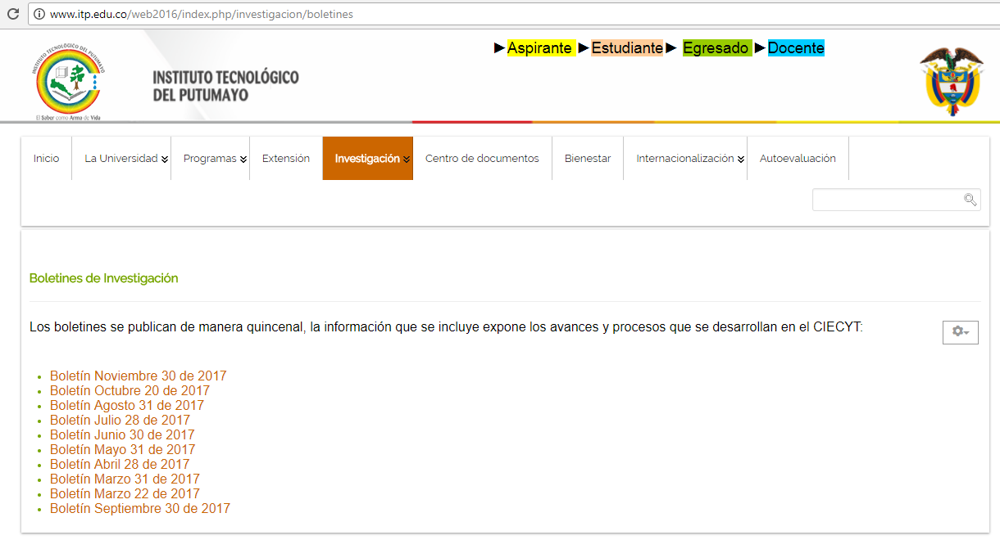 www.itp.edu.co/web2016/index.php/investigacion/boletines
INSTITUTO TECNOLÓGICO DEL PUTUMAYO
El Saber como Arma de Vida
INSTITUTO TECNOLÓGICO
DEL PUTUMAYO
►Aspirante ►Estudiante► Egresado ►Docente
Inicio La Universidad Programas Extensión Investigación Centro de documentos Bienestar Internacionalización Autoevaluación
Boletines de Investigación
Los boletines se publican de manera quincenal, la información que se incluye expone los avances y procesos que se desarrollan en el CIECYT:
Boletín Noviembre 30 de 2017
Boletín Octubre 20 de 2017
Boletín Agosto 31 de 2017
Boletín Julio 28 de 2017
Boletín Junio 30 de 2017
Boletín Mayo 31 de 2017
Boletín Abril 28 de 2017
Boletín Marzo 31 de 2017
Boletín Marzo 22 de 2017
Boletín Septiembre 30 de 2017